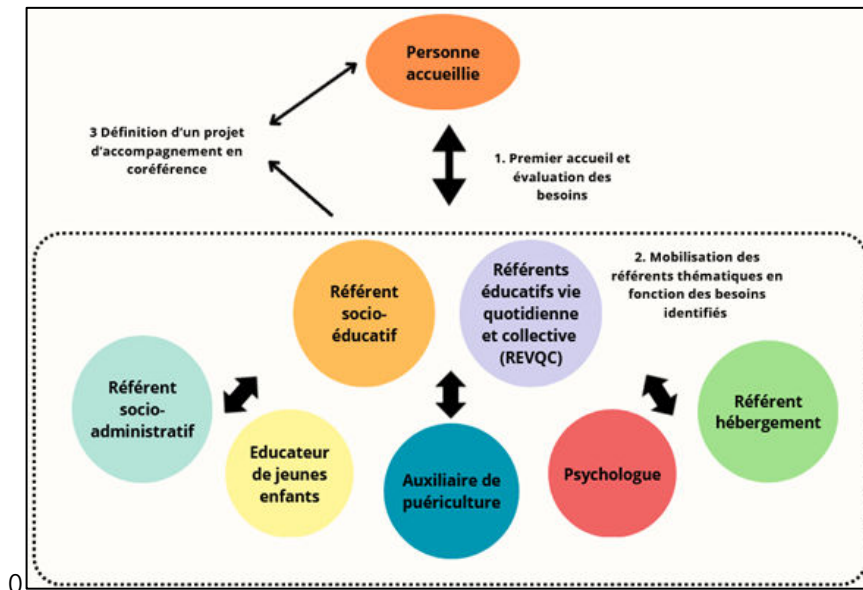 Personne
accueillie
3 Définition d'un projet
d'accompagnement en
coréférence
1. Premier accueil et
évaluation des
besoins
2. Mobilisation des
référents thématiques en
fonction des besoins
identifiés
Référent
socio-
éducatif
Référents
éducatifs vie
quotidienne
et collective
(REVQC)
Référent
socio-
administratif
Référent
hébergement
Educateur
de jeunes
enfants
Auxiliaire de
puériculture
Psychologue
0